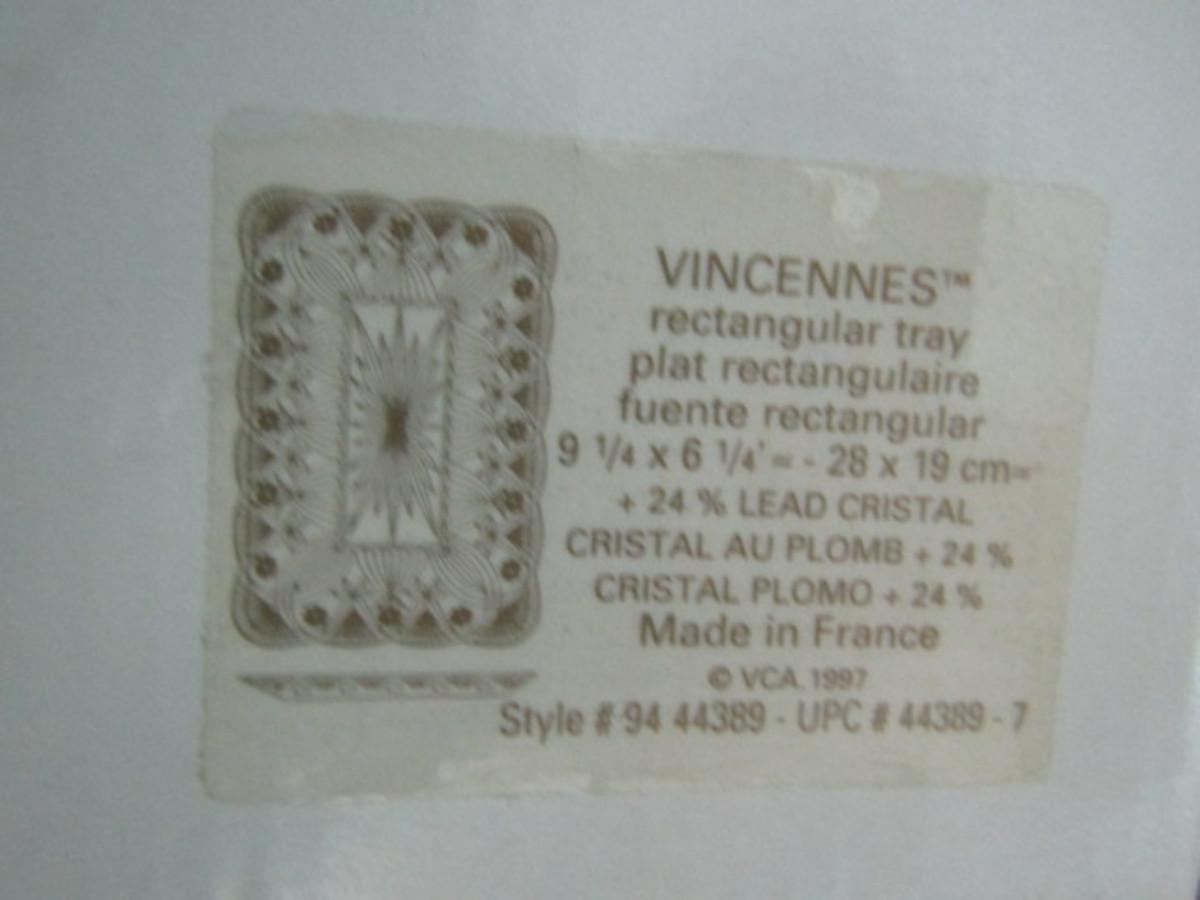 VINCENNES™
rectangular tray
plat rectangulaire
fuente rectangular
9 1/4 x 6 1/4'= - 28 x 19 cm=
+ 24 % LEAD CRISTAL
CRISTAL AU PLOMB + 24 %
CRISTAL PLOMO + 24 %
Made in France
© VCA. 1997
Style # 94 44389 - UPC # 44389 - 7